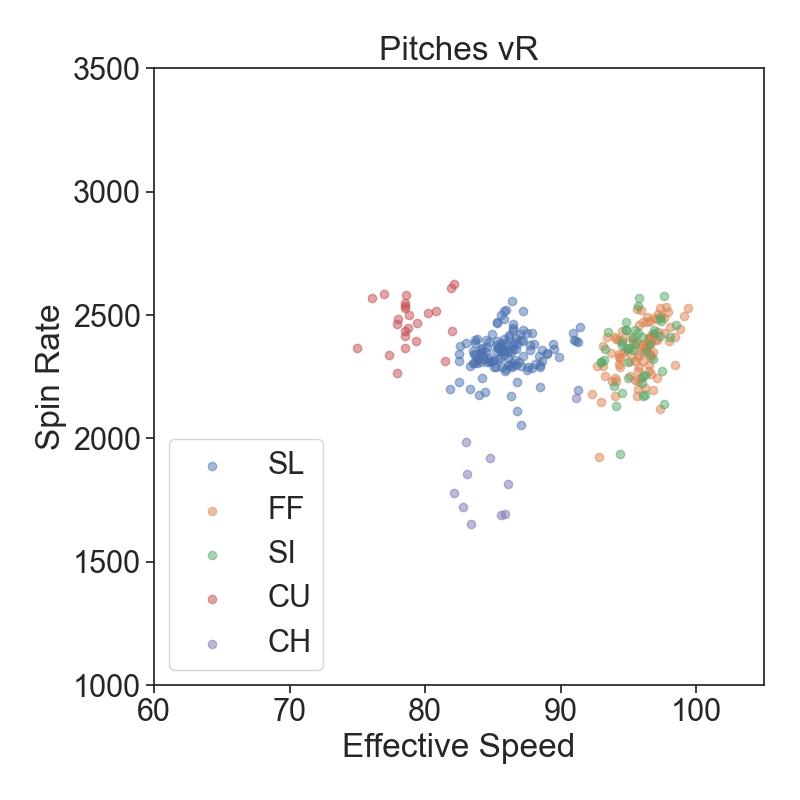 Pitches vR
3500
3000
2500
2000
1500
1000
Spin Rate
SL
FF
SI
CU
CH
60 70 80 90 100
Effective Speed